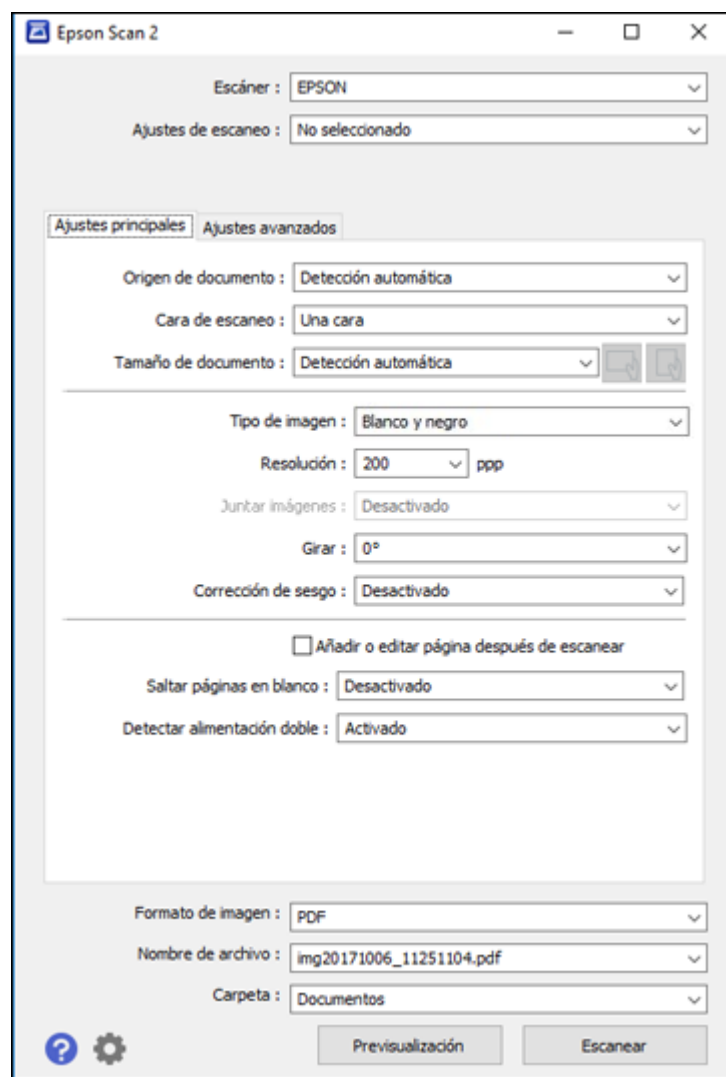 Epson Scan 2
Escáner : EPSON
Ajustes de escaneo : No seleccionado
Ajustes principales Ajustes avanzados
Origen de documento : Detección automática
Cara de escaneo : Una cara
Tamaño de documento : Detección automática
Tipo de imagen : Blanco y negro
Resolución : 200 ppp
Juntar imágenes : Desactivado
Girar : 0°
Corrección de sesgo : Desactivado
Añadir o editar página después de escanear
Saltar páginas en blanco : Desactivado
Detectar alimentación doble : Activado
Formato de imagen : PDF
Nombre de archivo : img20171006_11251104.pdf
Carpeta : Documentos
? Previsualización Escanear